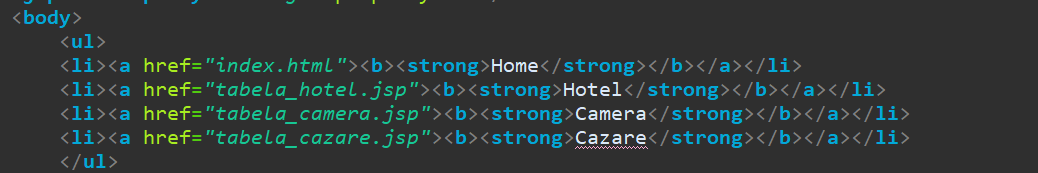 <body>
<ul>
<li><a href="index.html"><b><strong>Home</strong></b></a></li>
<li><a href="tabela_hotel.jsp"><b><strong>Hotel</strong></b></a></li>
<li><a href="tabela_camera.jsp"><b><strong>Camera</strong></b></a></li>
<li><a href="tabela_cazare.jsp"><b><strong>Cazare</strong></b></a></li>
</ul>